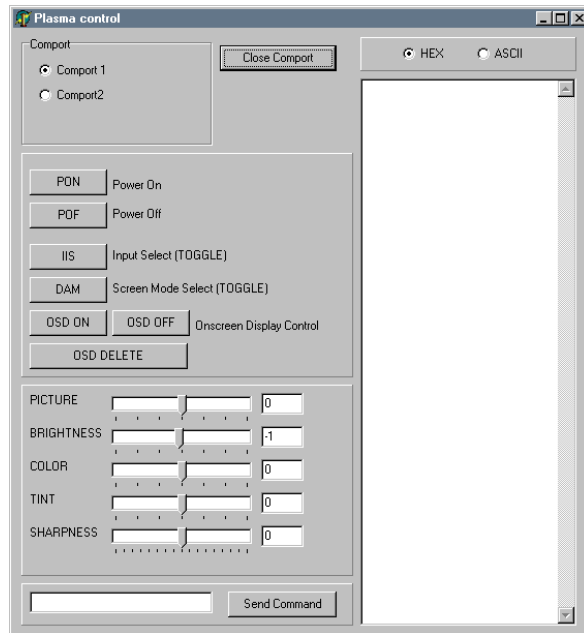 Plasma control
Comport
Comport 1
Comport2
Close Comport
HEX ASCII
PON Power On
POF Power Off
IIS Input Select (TOGGLE)
DAM Screen Mode Select (TOGGLE)
OSD ON OSD OFF Onscreen Display Control
OSD DELETE
PICTURE 0
BRIGHTNESS -1
COLOR 0
TINT 0
SHARPNESS 0
Send Command